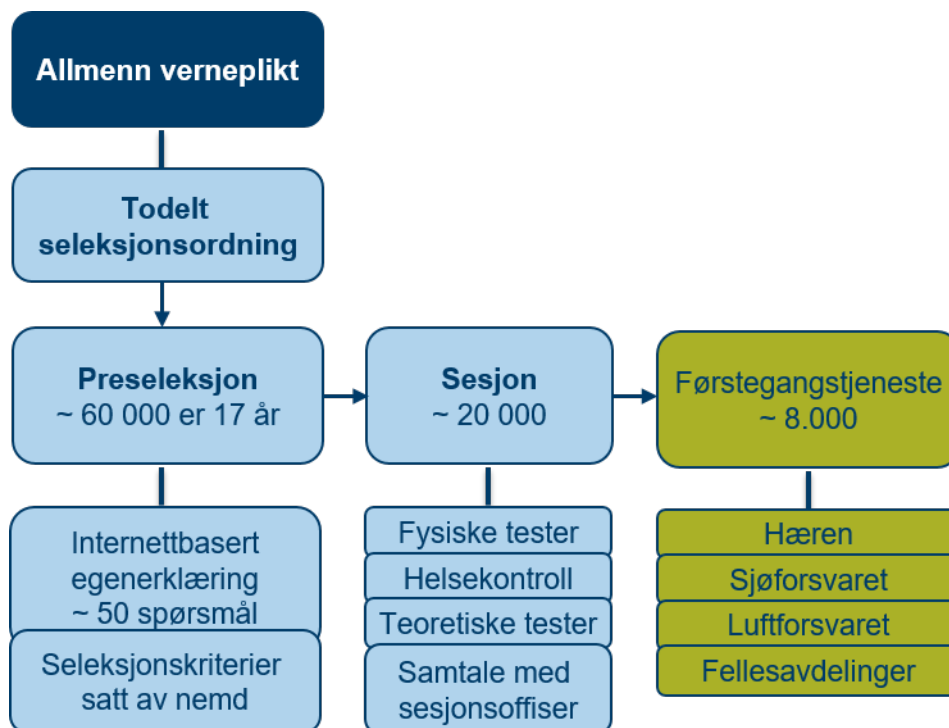 Allmenn verneplikt
Todelt
seleksjonsordning
Preseleksjon
~ 60 000 er 17 år
Sesjon
~ 20 000
Førstegangstjeneste
~ 8.000
Internettbasert
egenerklæring
~ 50 spørsmål
Seleksjonskriterier
satt av nemd
Fysiske tester
Helsekontroll
Teoretiske tester
Samtale med
sesjonsoffiser
Hæren
Sjøforsvaret
Luftforsvaret
Fellesavdelinger